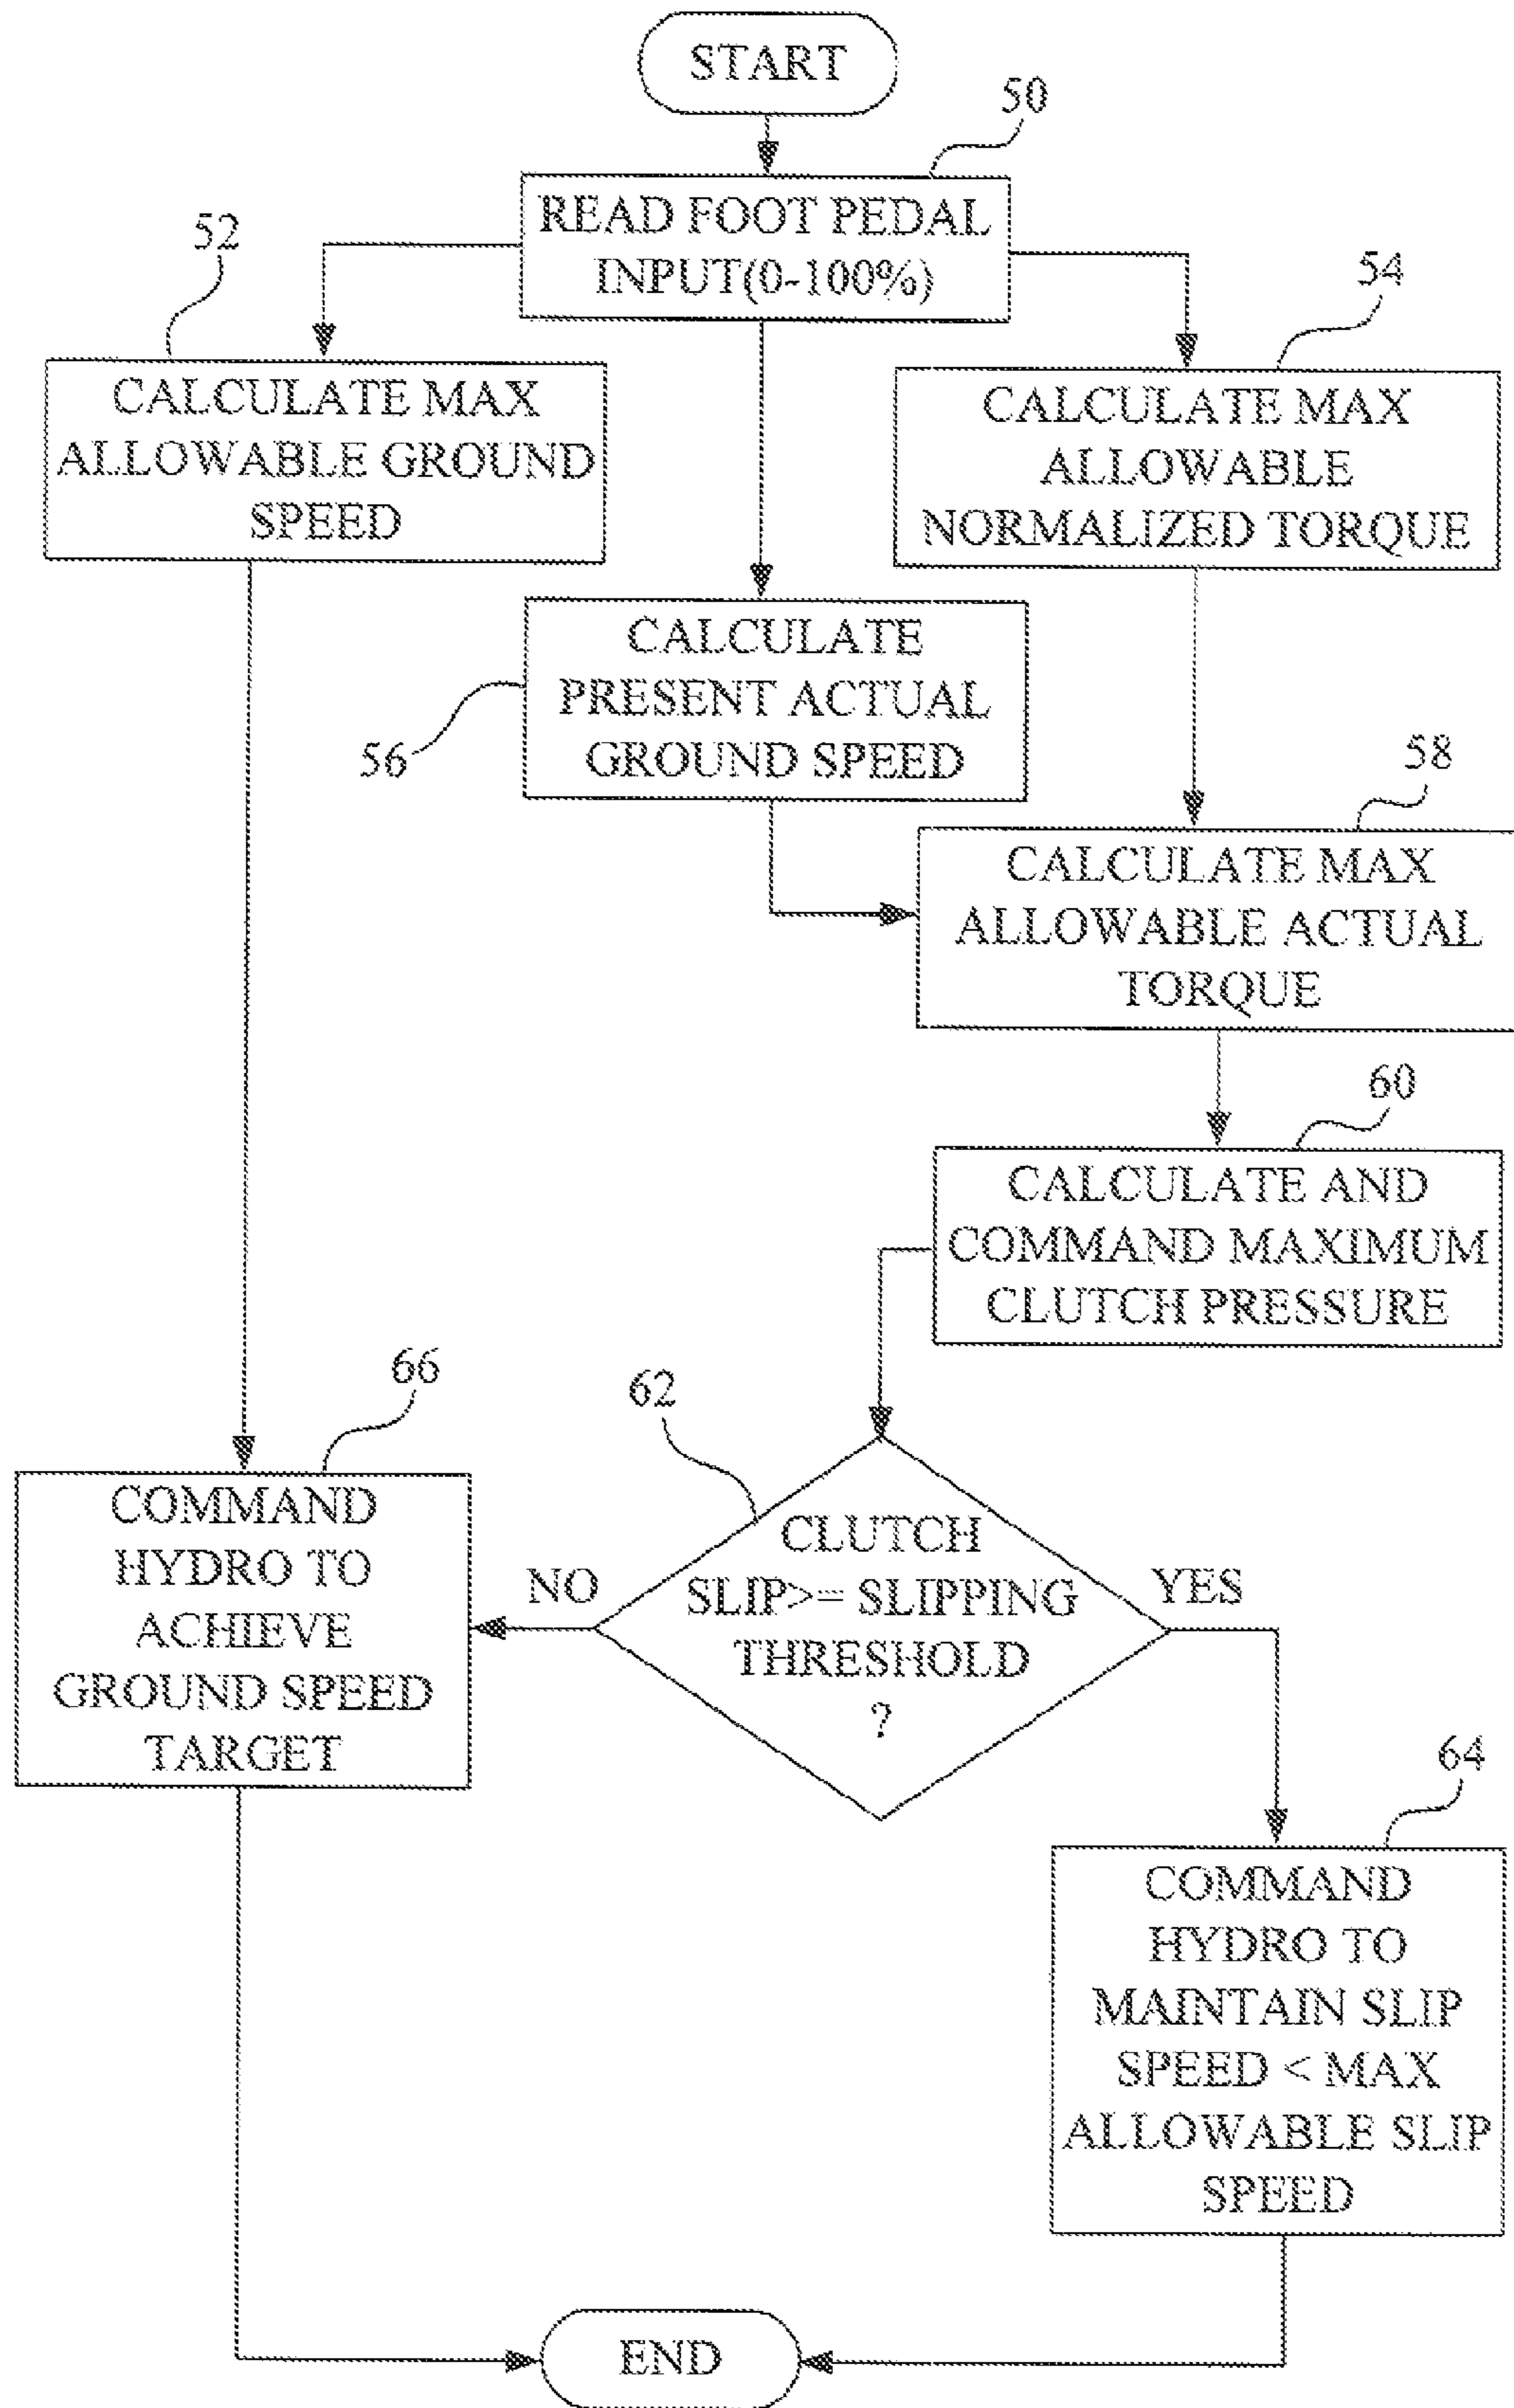 START
50
READ FOOT PEDAL
INPUT(0-100%)
52
54
CALCULATE MAX
ALLOWABLE GROUND
SPEED
CALCULATE MAX
ALLOWABLE
NORMALIZED TORQUE
CALCULATE
PRESENT ACTUAL
GROUND SPEED
56
58
CALCULATE MAX
ALLOWABLE ACTUAL
TORQUE
60
CALCULATE AND
COMMAND MAXIMUM
CLUTCH PRESSURE
66
62
COMMAND
HYDRO TO
ACHIEVE
GROUND SPEED
TARGET
NO
CLUTCH
SLIP>= SLIPPING
THRESHOLD
?
YES
64
COMMAND
HYDRO TO
MAINTAIN SLIP
SPEED < MAX
ALLOWABLE SLIP
SPEED
END